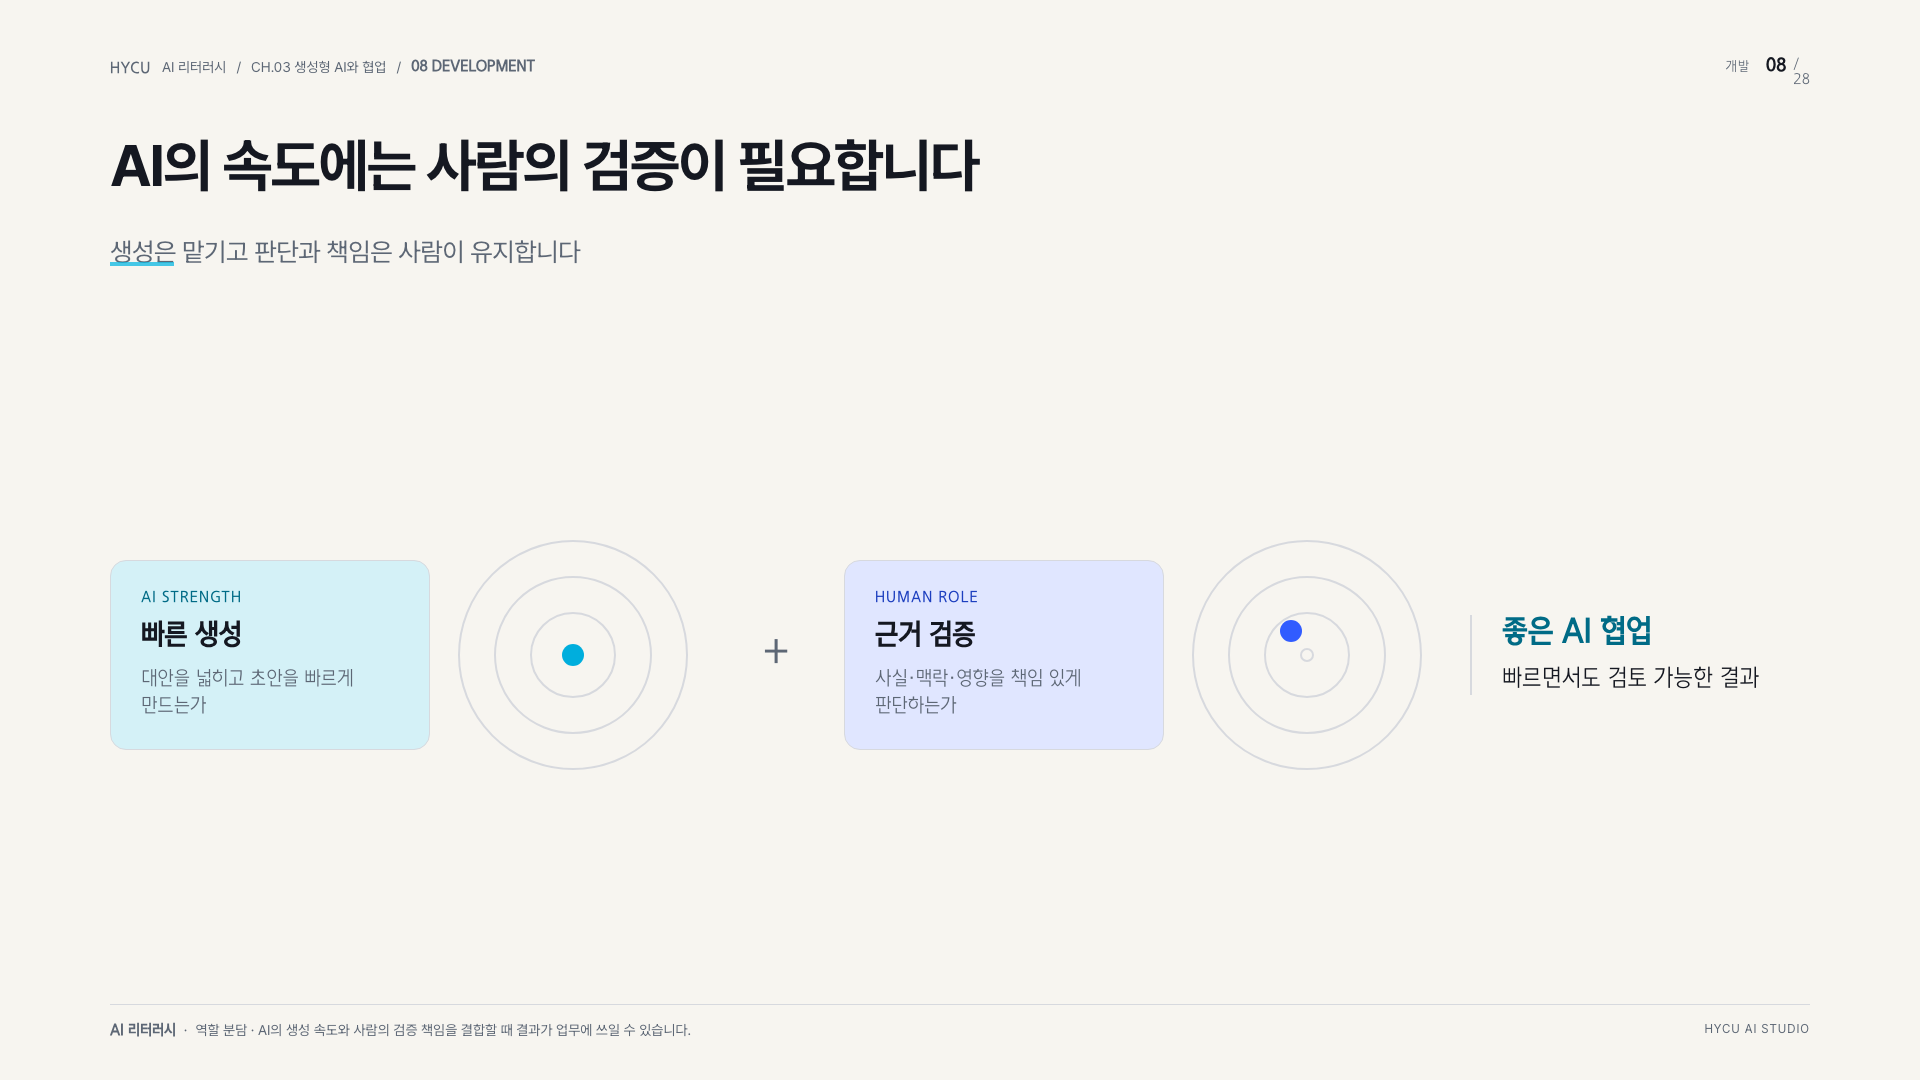 HYCU AI 리터러시 / CH.03 생성형 AI와 협업 / 08 DEVELOPMENT
개발 08 /
28
AI의 속도에는 사람의 검증이 필요합니다
생성은 맡기고 판단과 책임은 사람이 유지합니다
AI STRENGTH
빠른 생성
대안을 넓히고 초안을 빠르게
만드는가
+
HUMAN ROLE
근거 검증
사실·맥락·영향을 책임 있게
판단하는가
좋은 AI 협업
빠르면서도 검토 가능한 결과
AI 리터러시 · 역할 분담 · AI의 생성 속도와 사람의 검증 책임을 결합할 때 결과가 업무에 쓰일 수 있습니다.
HYCU AI STUDIO